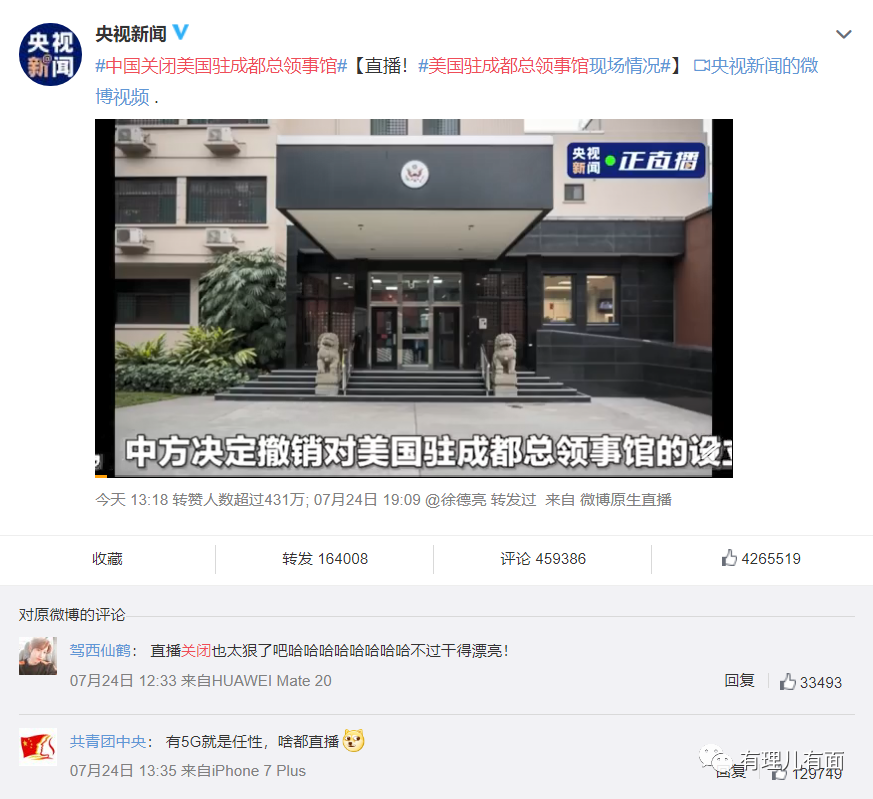 央视新闻
#中国关闭美国驻成都总领事馆#【直播!#美国驻成都总领事馆现场情况#】 央视新闻的微
博视频 .
央视
新闻
正直播
中方决定撤销对美国驻成都总领事馆的设立
今天 13:18 转赞人数超过431万; 07月24日 19:09 @徐德亮 转发过 来自 微博原生直播
收藏
转发 164008
评论 459386
4265519
对原微博的评论
驾西仙鹤: 直播关闭也太狠了吧哈哈哈哈哈哈哈哈不过干得漂亮!
07月24日 12:33 来自HUAWEI Mate 20
回复
33493
共青团中央: 有5G就是任性，啥都直播
07月24日 13:35 来自iPhone 7 Plus
回复
129749
有理儿有面